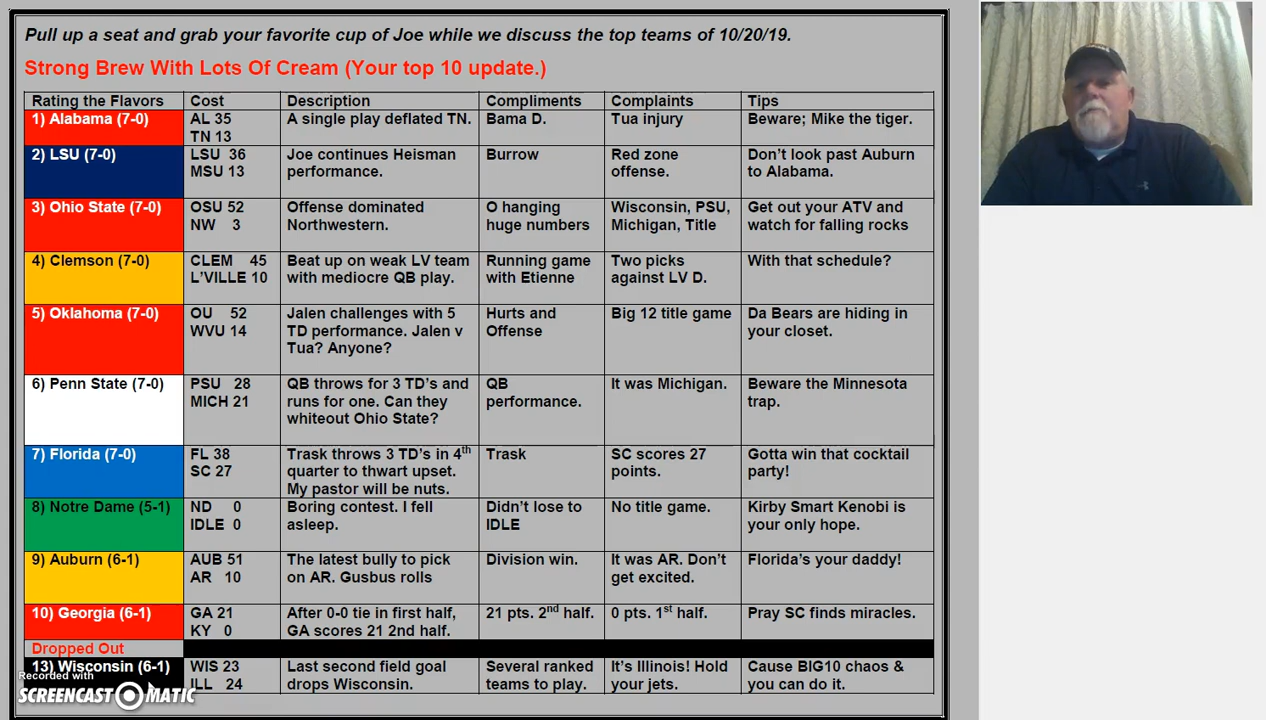 Pull up a seat and grab your favorite cup of Joe while we discuss the top teams of 10/20/19.
Strong Brew With Lots Of Cream (Your top 10 update.)
Rating the Flavors Cost Description Compliments Complaints Tips
1) Alabama (7-0) AL 35 A single play deflated TN. Bama D. Tua injury Beware; Mike the tiger.
TN 13
2) LSU (7-0) LSU 36 Joe continues Heisman Burrow Red zone Don't look past Auburn
MSU 13 performance. offense. to Alabama.
3) Ohio State (7-0) OSU 52 Offense dominated O hanging Wisconsin, PSU, Get out your ATV and
NW 3 Northwestern. huge numbers Michigan, Title watch for falling rocks
4) Clemson (7-0) CLEM 45 Beat up on weak LV team Running game Two picks With that schedule?
L'VILLE 10 with mediocre QB play. with Etienne against LV D.
5) Oklahoma (7-0) OU 52 Jalen challenges with 5 Hurts and Big 12 title game Da Bears are hiding in
WVU 14 TD performance. Jalen v Offense your closet.
Tua? Anyone?
6) Penn State (7-0) PSU 28 QB throws for 3 TD's and QB It was Michigan. Beware the Minnesota
MICH 21 runs for one. Can they performance. trap.
whiteout Ohio State?
7) Florida (7-0) FL 38 Trask throws 3 TD's in 4th Trask SC scores 27 Gotta win that cocktail
SC 27 quarter to thwart upset. points. party!
My pastor will be nuts.
8) Notre Dame (5-1) ND 0 Boring contest. I fell Didn't lose to No title game. Kirby Smart Kenobi is
IDLE 0 asleep. IDLE your only hope.
9) Auburn (6-1) AUB 51 The latest bully to pick Division win. It was AR. Don't Florida's your daddy!
AR 10 on AR. Gusbus rolls get excited.
10) Georgia (6-1) GA 21 After 0-0 tie in first half, 21 pts. 2nd half. 0 pts. 1st half. Pray SC finds miracles.
KY 0 GA scores 21 2nd half.
Dropped Out
13) Wisconsin (6-1) WIS 23 Last second field goal Several ranked It's Illinois! Hold Cause BIG10 chaos &
ILL 24 drops Wisconsin. teams to play. your jets. you can do it.
Recorded with
SCREENCAST MATIC